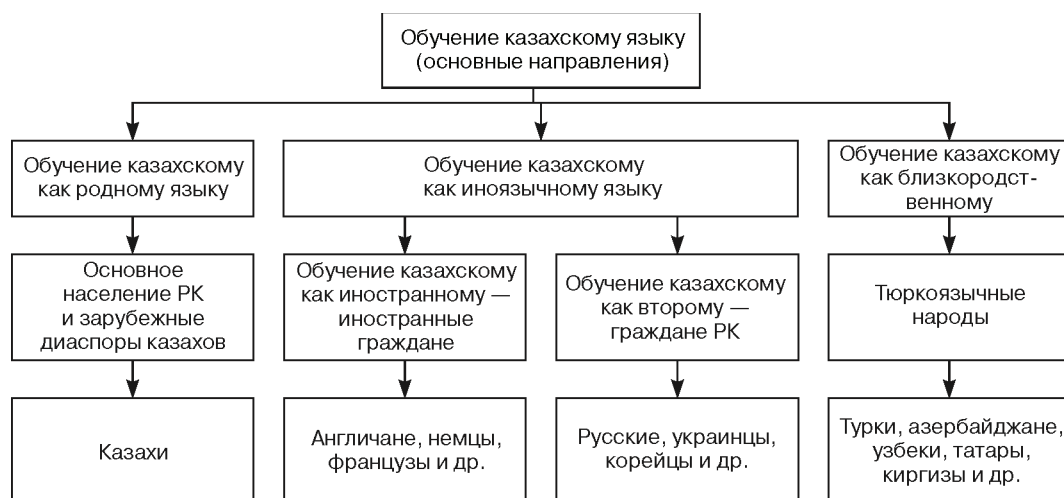 Обучение казахскому языку
(основные направления)
Обучение казахскому
как родному языку
Обучение казахскому
как иноязычному языку
Обучение казахскому
как близкородст-
венному
Основное
население РК
и зарубежные
диаспоры казахов
Обучение казахскому
как иностранному —
иностранные
граждане
Обучение казахскому
как второму —
граждане РК
Тюркоязычные
народы
Казахи
Англичане, немцы,
французы и др.
Русские, украинцы,
корейцы и др.
Турки, азербайджане,
узбеки, татары,
киргизы и др.